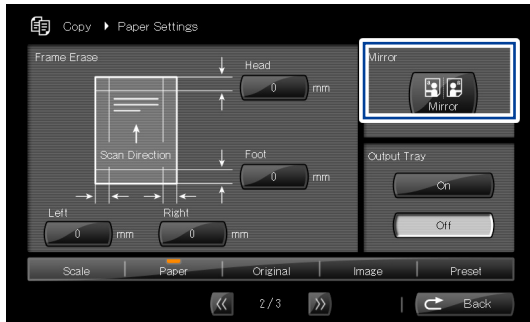 Copy Paper Settings
Frame Erase
Head
0 mm
Scan Direction
Foot
0 mm
Left
0 mm
Right
0 mm
Mirror
Mirror
Output Tray
On
Off
Scale Paper Original Image Preset
2/3
Back